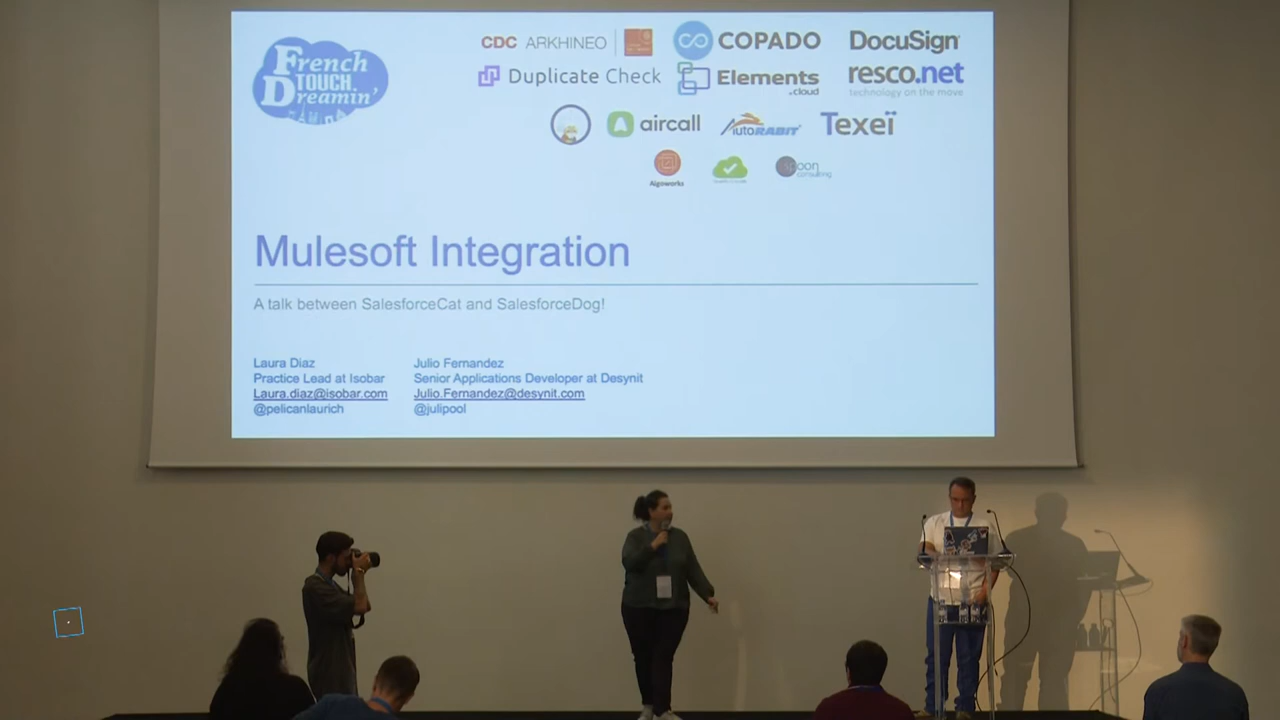 French
TOUCH
Dreamin'
CDC ARKHINEO
COPADO
DocuSign
Duplicate Check
Elements
.cloud
resco.net
technology on the move
aircall
AutoRABIT
Texeï
Algoworks
spoon
consulting
Mulesoft Integration
A talk between SalesforceCat and SalesforceDog!
Laura Diaz
Practice Lead at Isobar
Laura.diaz@isobar.com
@pelicanlaurich
Julio Fernandez
Senior Applications Developer at Desynit
Julio.Fernandez@desynit.com
@julipool